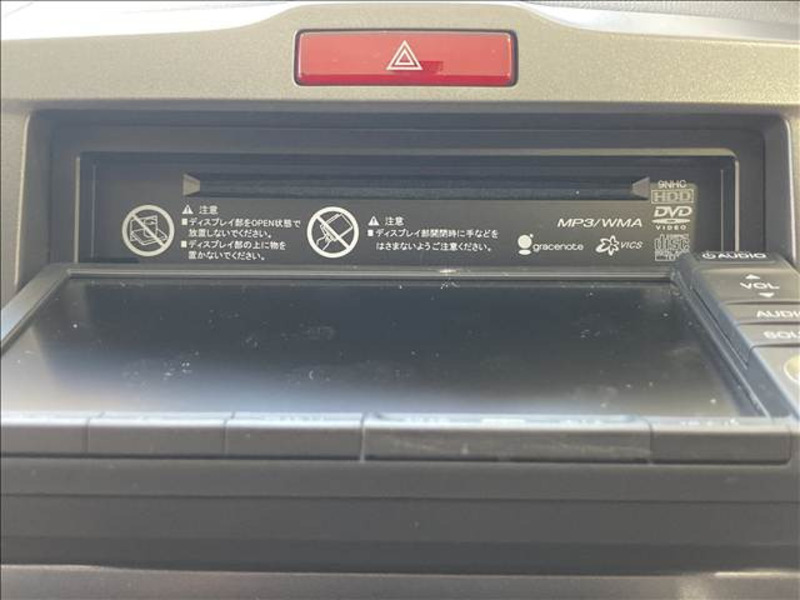 9NHC
HDD
DVD
VIDEO
disc
MP3/WMA
gracenote
VICS
注意
■ディスプレイ部をOPEN状態で
放置しないでください。
■ディスプレイ部の上に物を
置かないでください。
注意
■ディスプレイ部開閉時に手などを
はさまないようご注意ください。
AUDIO
VOL